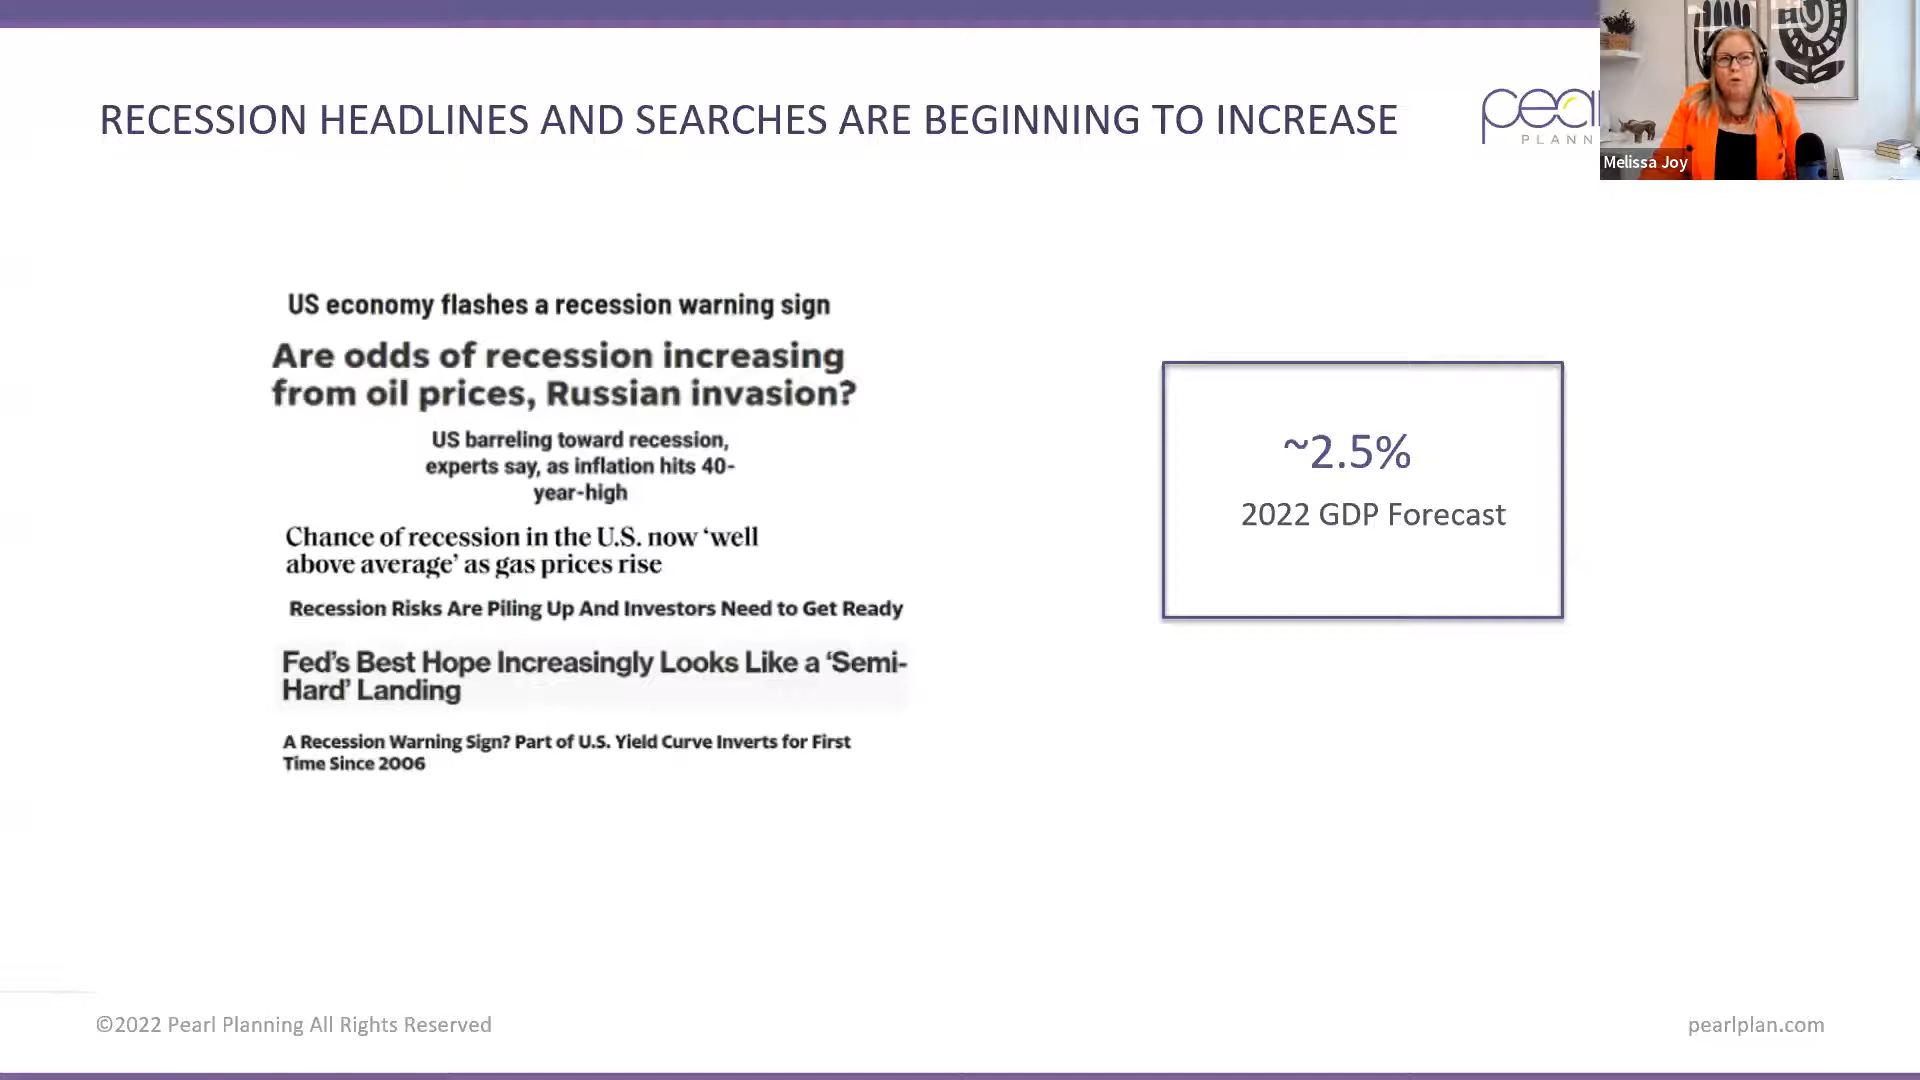 RECESSION HEADLINES AND SEARCHES ARE BEGINNING TO INCREASE
PLANN
Melissa Joy
US economy flashes a recession warning sign
Are odds of recession increasing
from oil prices, Russian invasion?
US barreling toward recession,
experts say, as inflation hits 40-
year-high
Chance of recession in the U.S. now ‘well
above average’ as gas prices rise
Recession Risks Are Piling Up And Investors Need to Get Ready
Fed’s Best Hope Increasingly Looks Like a ‘Semi-
Hard’ Landing
A Recession Warning Sign? Part of U.S. Yield Curve Inverts for First
Time Since 2006
~2.5%
2022 GDP Forecast
©2022 Pearl Planning All Rights Reserved
pearlplan.com